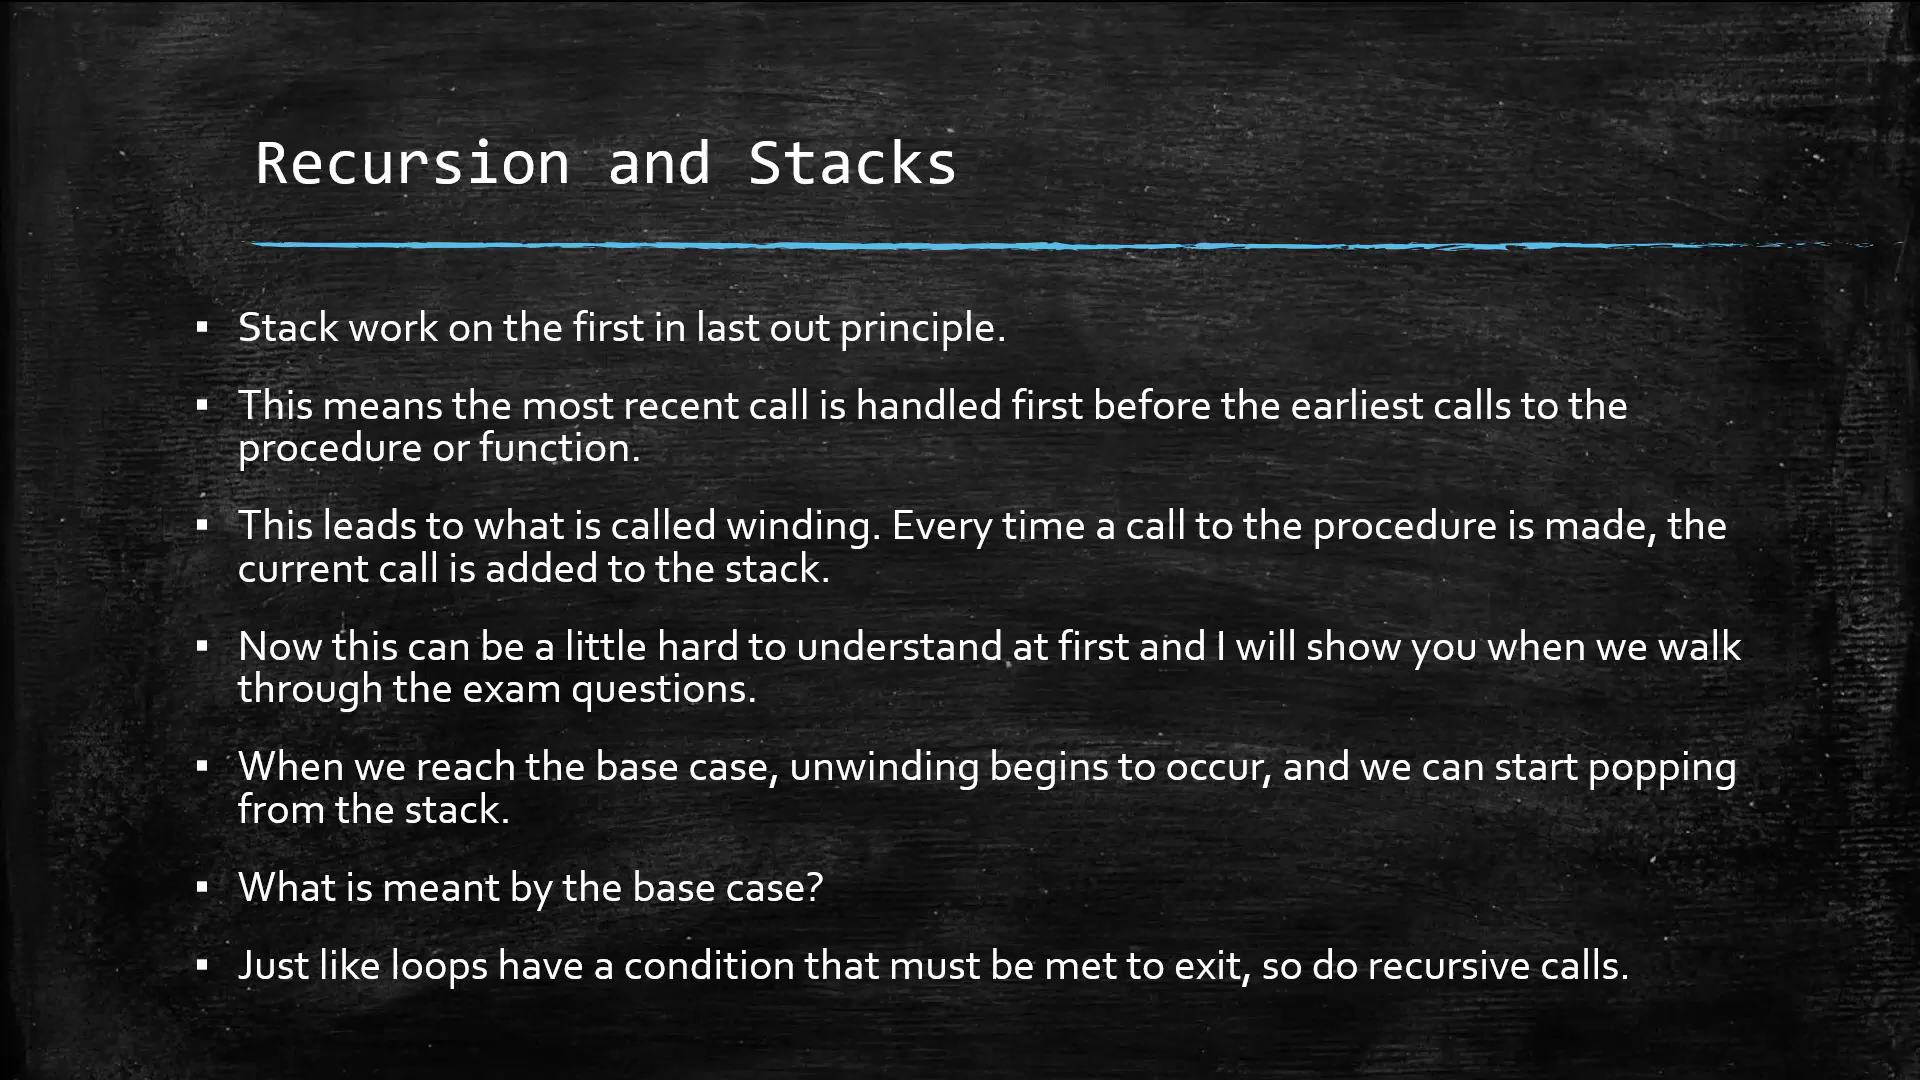 Recursion and Stacks
▪ Stack work on the first in last out principle.
▪ This means the most recent call is handled first before the earliest calls to the
procedure or function.
▪ This leads to what is called winding. Every time a call to the procedure is made, the
current call is added to the stack.
▪ Now this can be a little hard to understand at first and I will show you when we walk
through the exam questions.
▪ When we reach the base case, unwinding begins to occur, and we can start popping
from the stack.
▪ What is meant by the base case?
▪ Just like loops have a condition that must be met to exit, so do recursive calls.